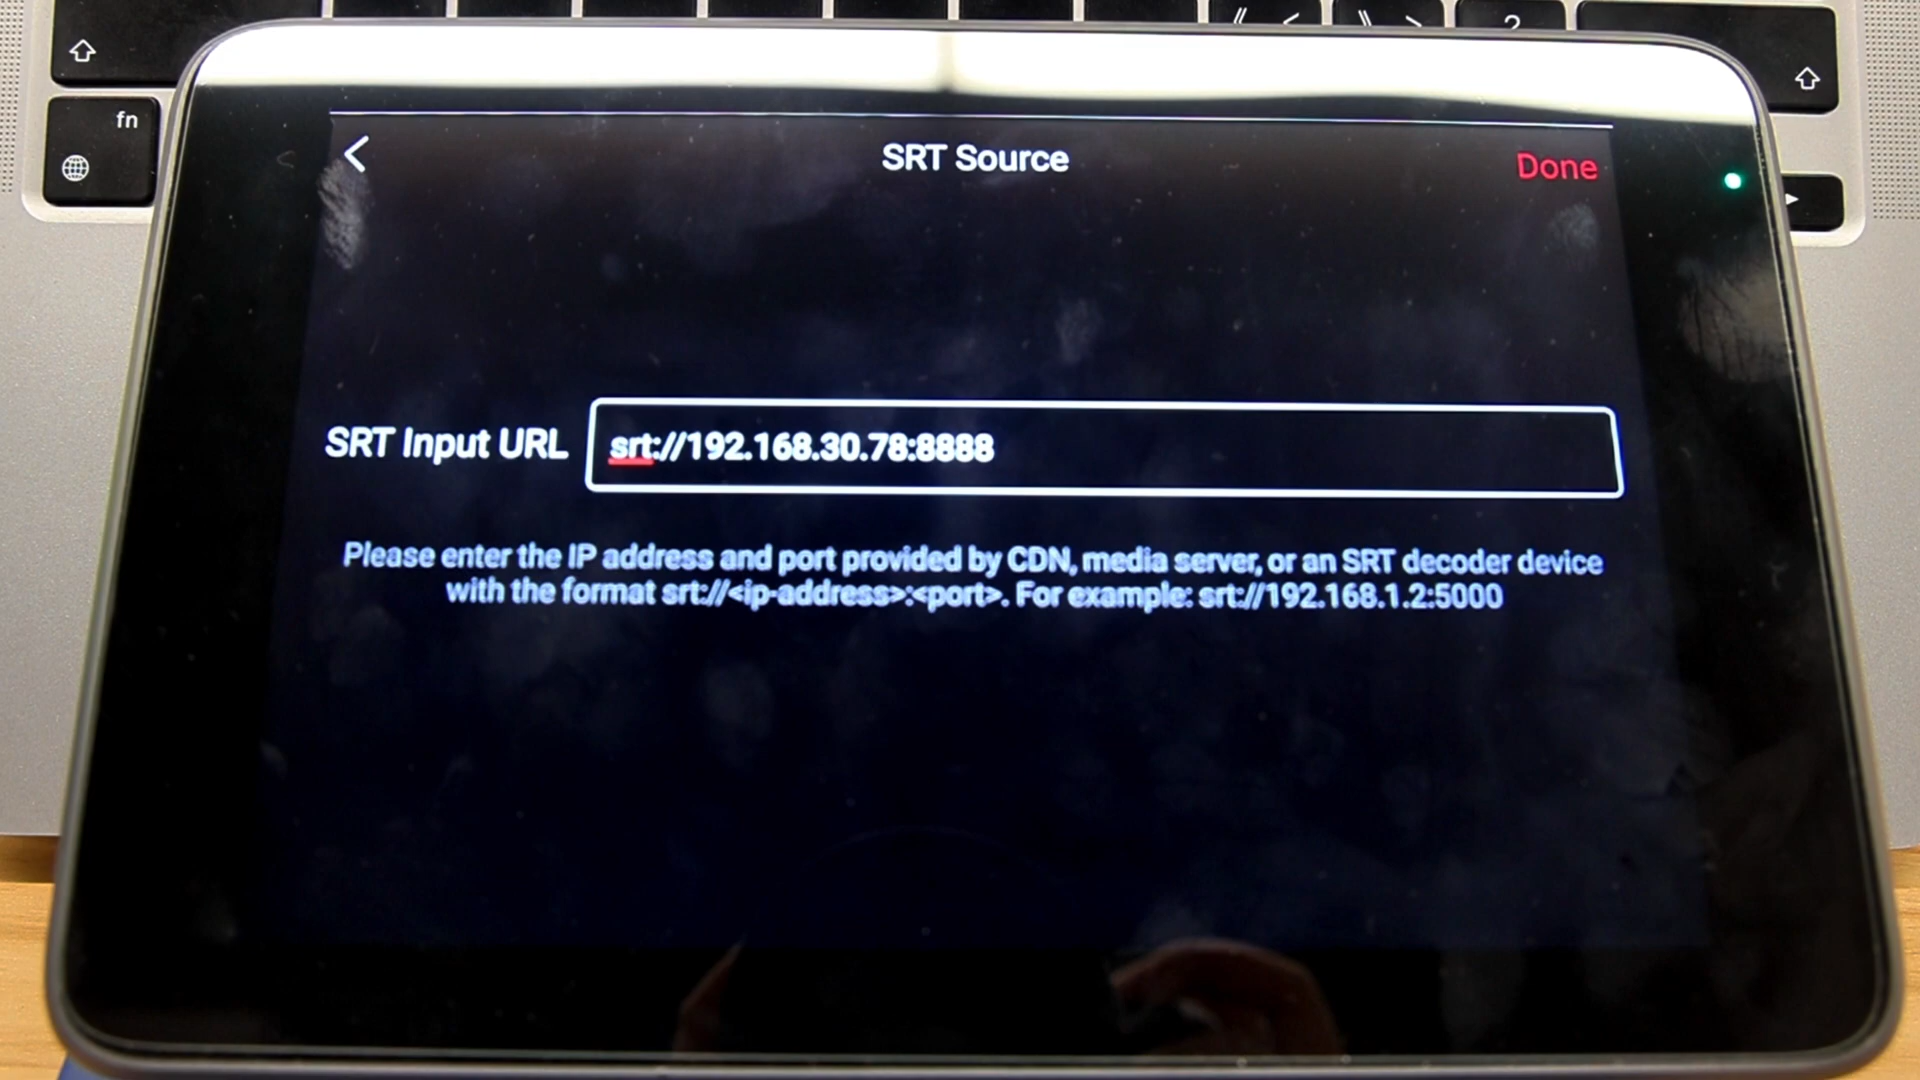 fn
< > ?
SRT Source
Done
SRT Input URL
srt://192.168.30.78:8888
Please enter the IP address and port provided by CDN, media server, or an SRT decoder device
with the format srt://<ip-address>:<port>. For example: srt://192.168.1.2:5000